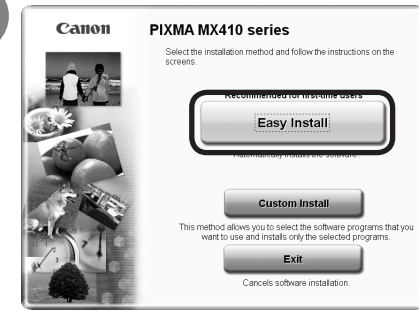 Canon
PIXMA MX410 series
Select the installation method and follow the instructions on the
screens.
Recommended for first-time users
Easy Install
Automatically installs the software.
Custom Install
This method allows you to select the software programs that you
want to use and installs only the selected programs.
Exit
Cancels software installation.